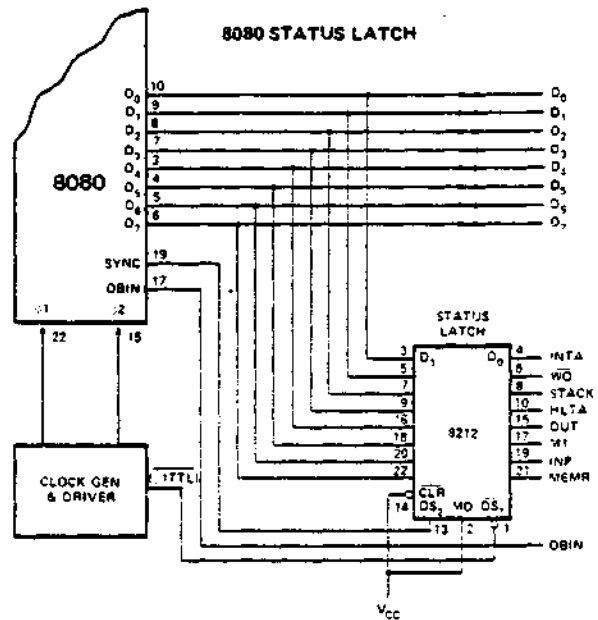 8080 STATUS LATCH
8080
D0 10 D0
D1 9 D1
D2 8 D2
D3 7 D3
D4 3 D4
D5 4 D5
D6 5 D6
D7 6 D7
SYNC 19
DBIN 17
22 15
STATUS
LATCH
8212
3 D1 D0 4 INTA
5 6 WO
7 8 STACK
9 10 HLTA
16 15 OUT
18 17 M1
20 19 INP
22 21 MEMR
CLR
14 DS2 MD DS1
13 2 1
CLOCK GEN
& DRIVER
DBIN
VCC